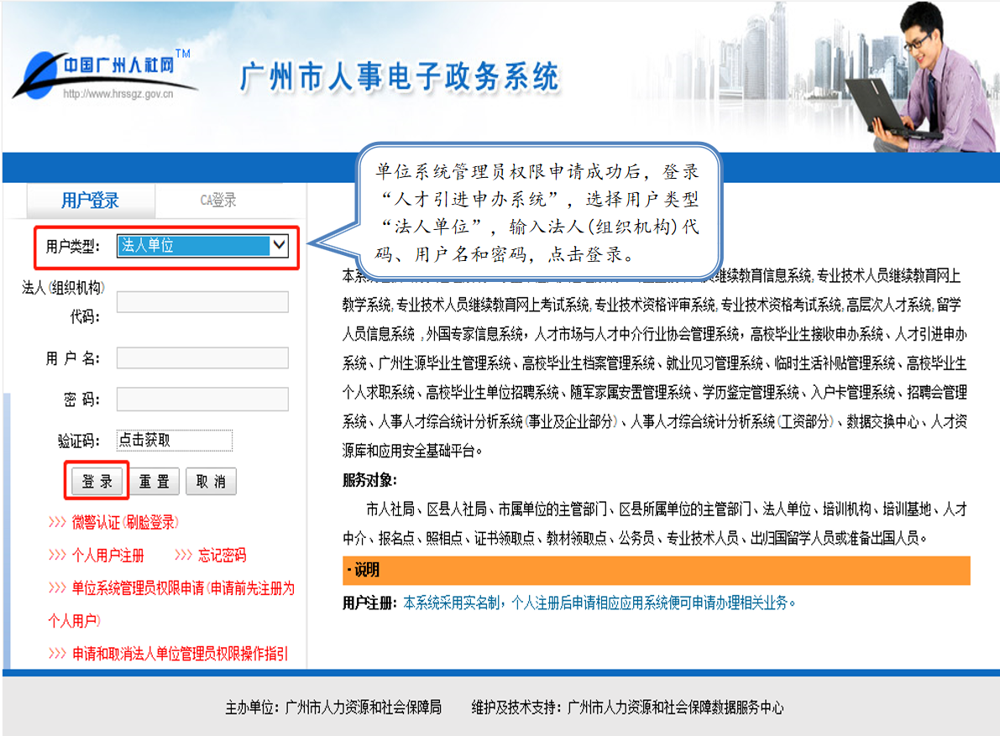 中国广州人社网TM
http://www.hrssgz.gov.cn
广州市人事电子政务系统
单位系统管理员权限申请成功后，登录
“人才引进申办系统”，选择用户类型
“法人单位”，输入法人(组织机构)代
码、用户名和密码，点击登录。
用户登录
CA登录
用户类型：
法人单位
法人(组织机构)
代码：
用 户 名：
密 码：
验证码：
点击获取
登 录
重 置
取 消
>>> 微警认证(刷脸登录)
>>> 个人用户注册
>>> 忘记密码
>>> 单位系统管理员权限申请(申请前先注册为
个人用户)
>>> 申请和取消法人单位管理员权限操作指引
本系
继续教育信息系统,专业技术人员继续教育网上
教学系统,专业技术人员继续教育网上考试系统,专业技术资格评审系统,专业技术资格考试系统,高层次人才系统,留学
人员信息系统 ,外国专家信息系统，人才市场与人才中介行业协会管理系统，高校毕业生接收申办系统、人才引进申办
系统、广州生源毕业生管理系统、高校毕业生档案管理系统、就业见习管理系统、临时生活补贴管理系统、高校毕业生
个人求职系统、高校毕业生单位招聘系统、随军家属安置管理系统、学历鉴定管理系统、入户卡管理系统、招聘会管理
系统、人事人才综合统计分析系统(事业及企业部分)、人事人才综合统计分析系统(工资部分)、数据交换中心、人才资
源库和应用安全基础平台。
服务对象：
市人社局、区县人社局、市属单位的主管部门、区县所属单位的主管部门、法人单位、培训机构、培训基地、人才
中介、报名点、照相点、证书领取点、教材领取点、公务员、专业技术人员、出归国留学人员或准备出国人员。
·说明
用户注册：本系统采用实名制，个人注册后申请相应应用系统便可申请办理相关业务。
主办单位：广州市人力资源和社会保障局
维护及技术支持：广州市人力资源和社会保障数据服务中心